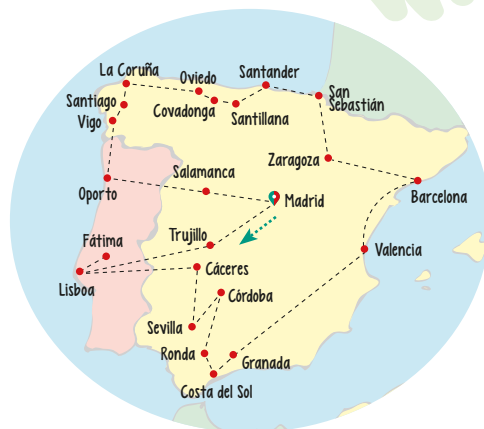 La Coruña
Oviedo
Santander
Santiago
Covadonga
Santillana
San
Sebastián
Vigo
Zaragoza
Salamanca
Oporto
Madrid
Barcelona
Fátima
Trujillo
Valencia
Lisboa
Cáceres
Córdoba
Sevilla
Ronda
Granada
Costa del Sol